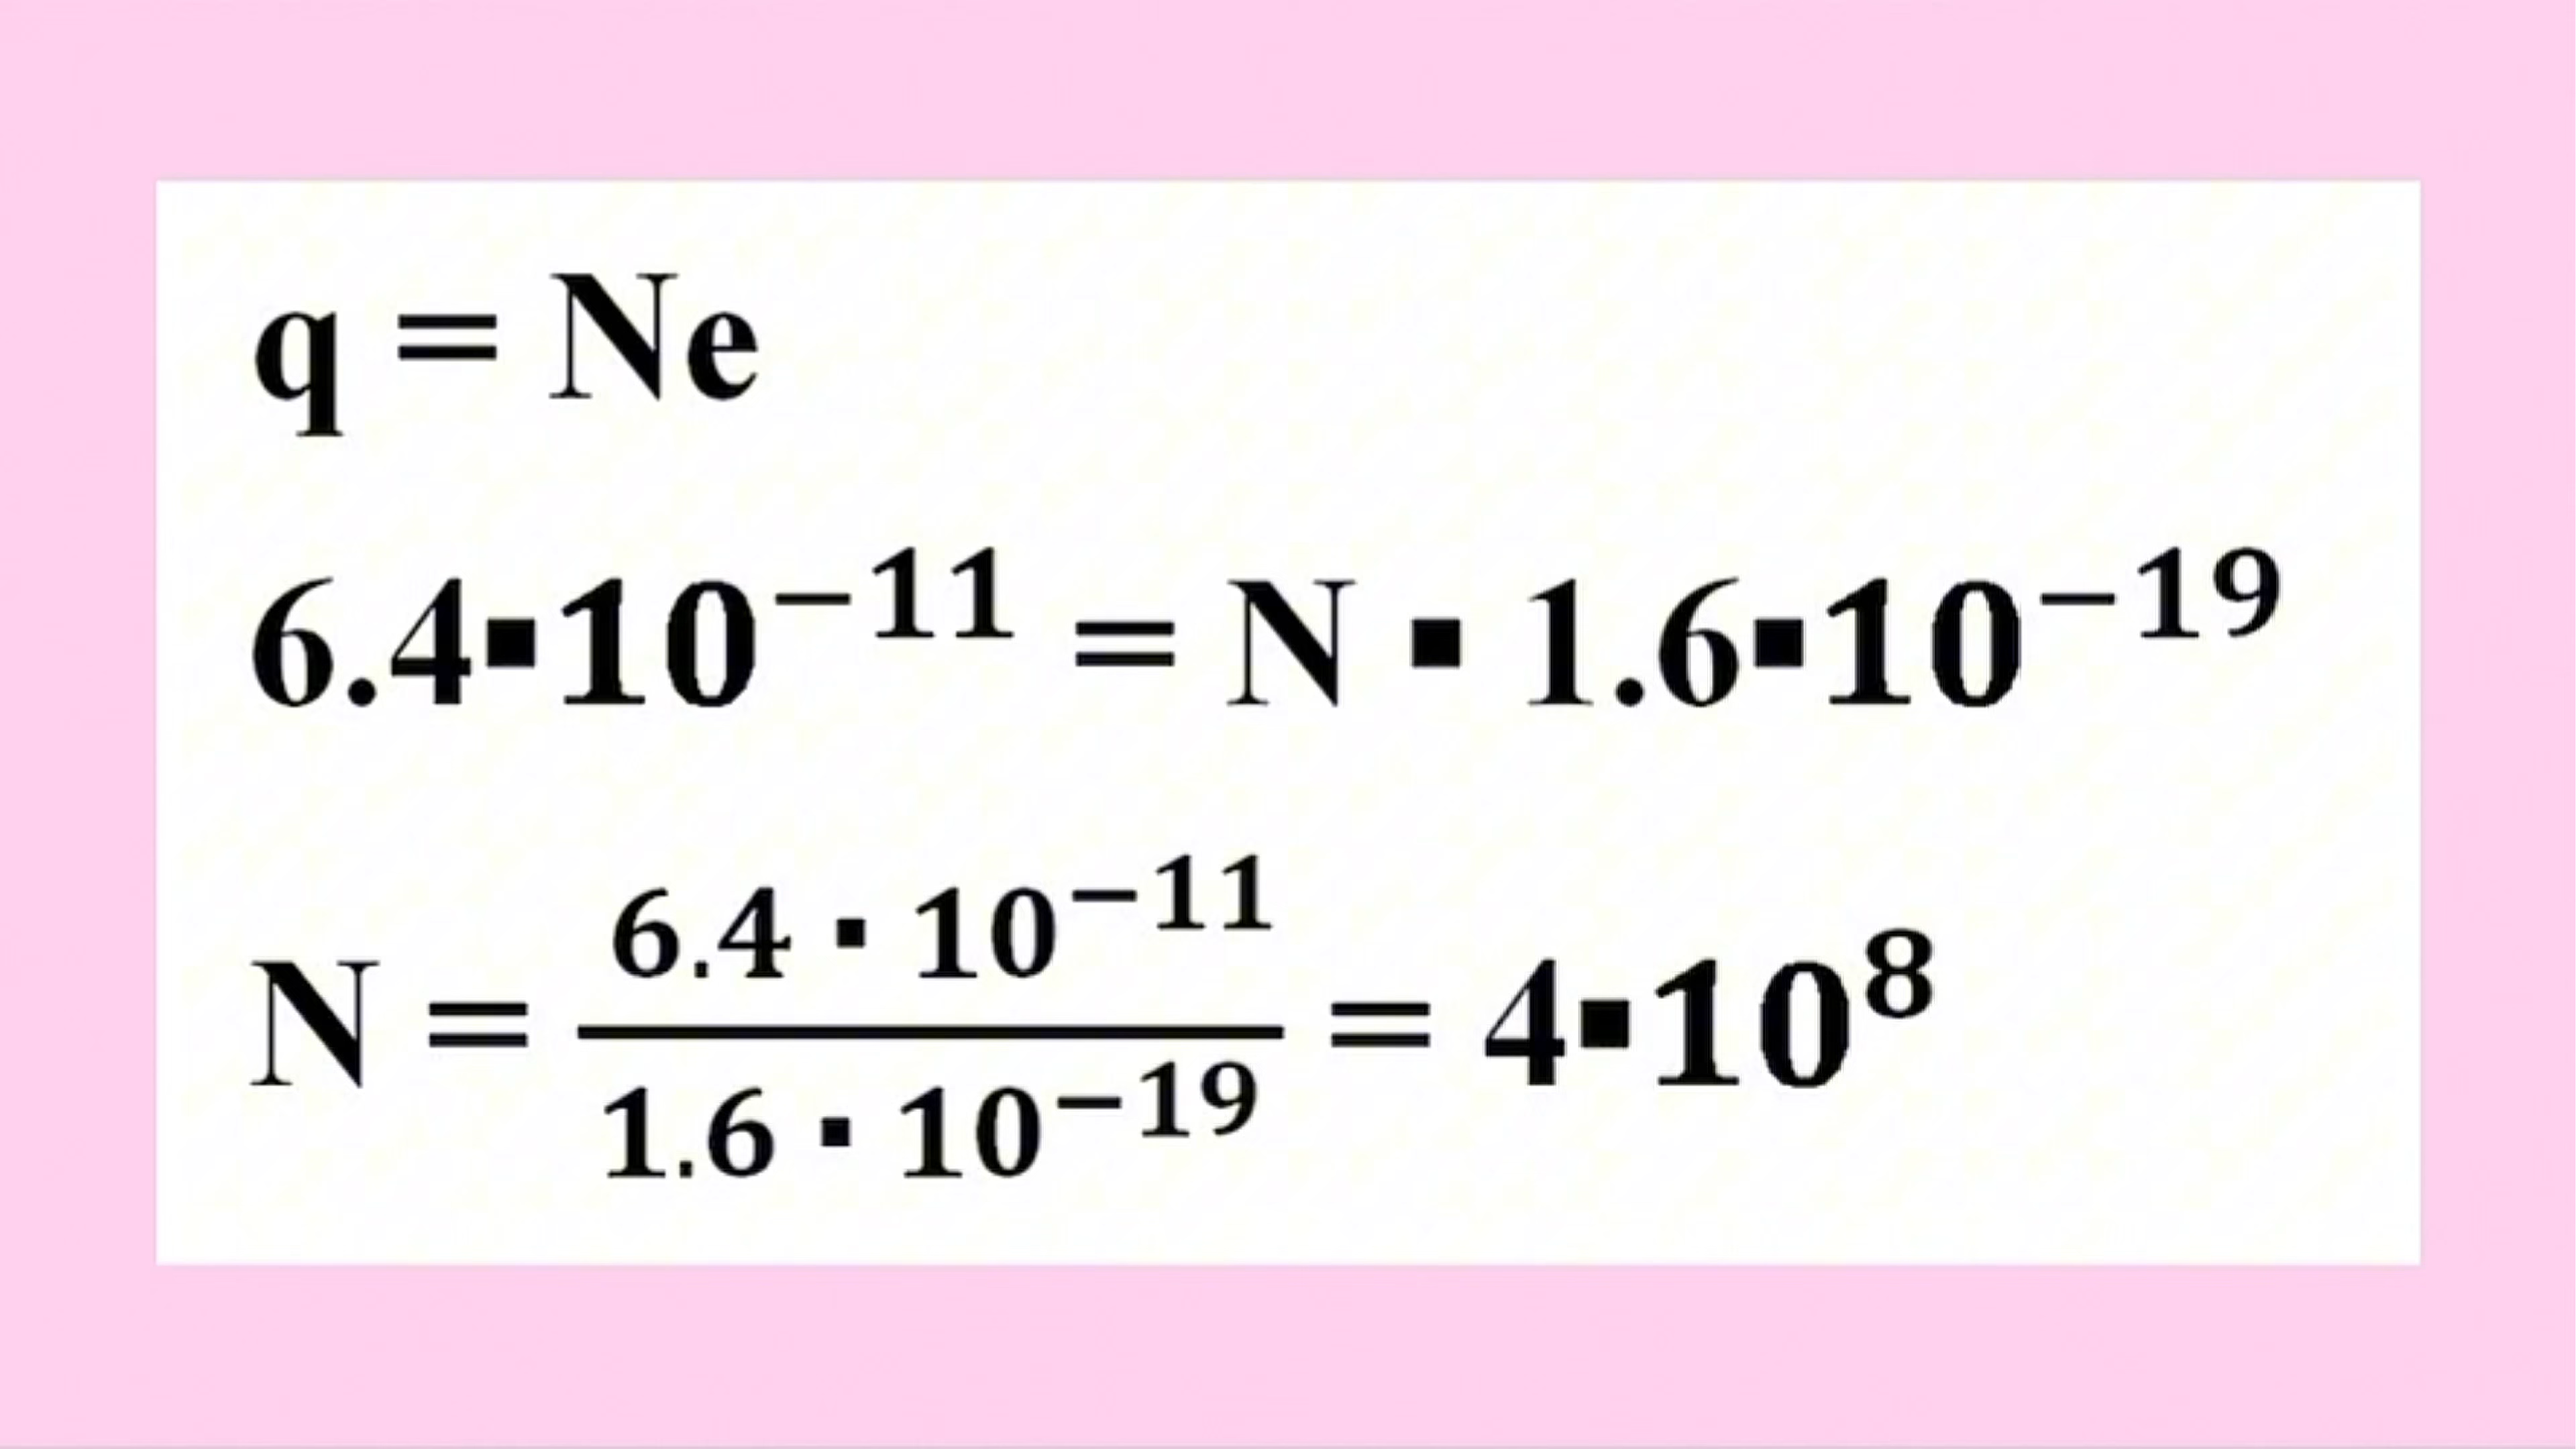 q = Ne
6.4▪10⁻¹¹ = N ▪ 1.6▪10⁻¹⁹
N = 6.4 ▪ 10⁻¹¹ / 1.6 ▪ 10⁻¹⁹ = 4▪10⁸